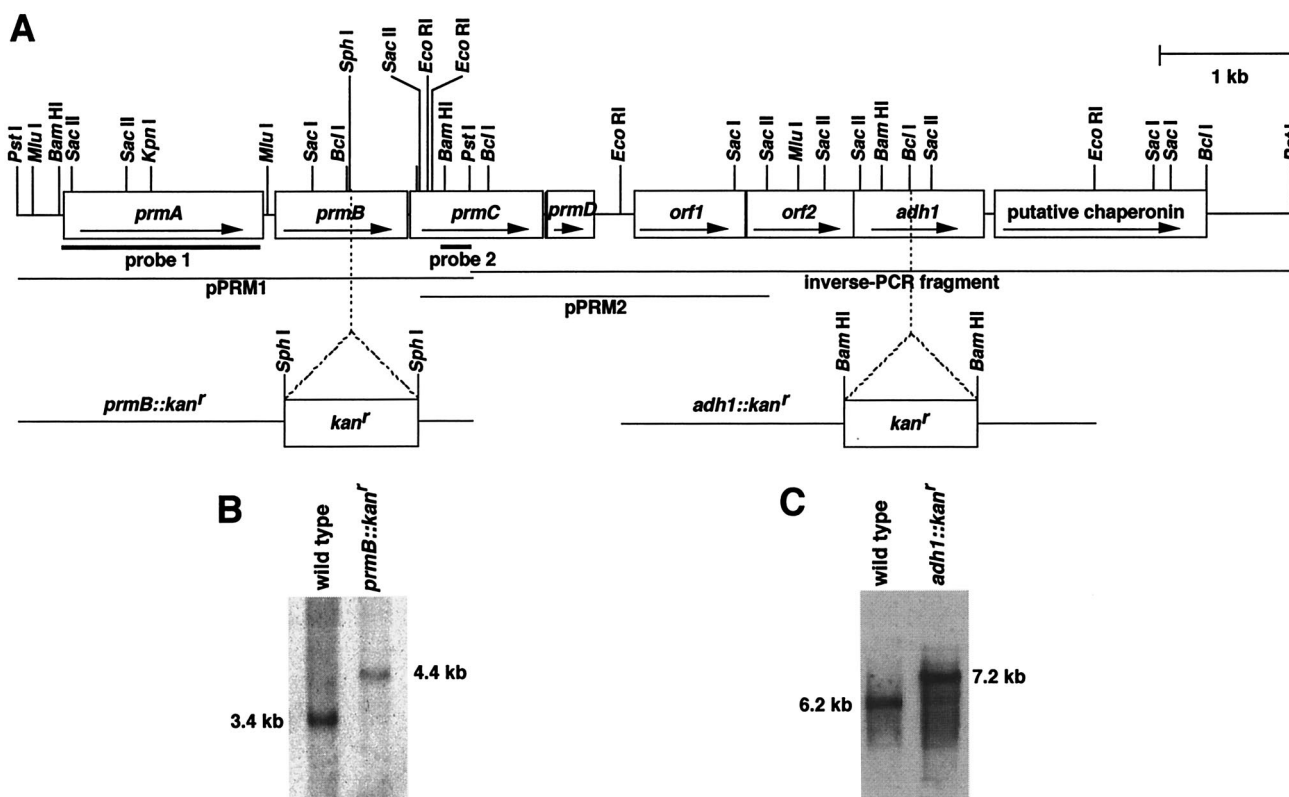 A
1 kb
Sph I
Sac II
Eco RI
Eco RI
Pst I
Mlu I
Bam HI
Sac II
Sac II
Kpn I
Mlu I
Sac I
Bcl I
Bam HI
Pst I
Bcl I
Eco RI
Sac I
Sac II
Mlu I
Sac II
Sac II
Bam HI
Bcl I
Sac II
Eco RI
Sac I
Sac I
Bcl I
Pst I
prmA
prmB
prmC
prmD
orf1
orf2
adh1
putative chaperonin
probe 1
probe 2
pPRM1
inverse-PCR fragment
pPRM2
Sph I
Sph I
Bam HI
Bam HI
prmB::kanr
kanr
adh1::kanr
kanr
B
wild type
prmB::kanr
3.4 kb
4.4 kb
C
wild type
adh1::kanr
6.2 kb
7.2 kb